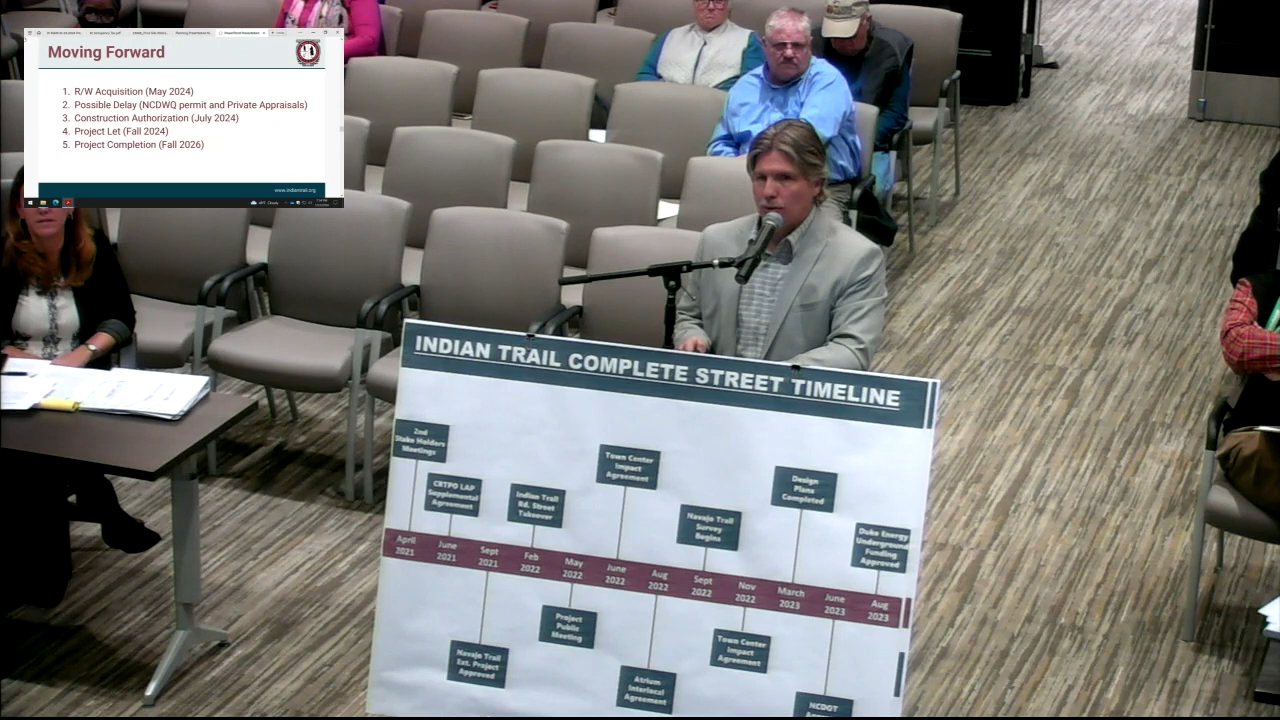 Moving Forward
1. R/W Acquisition (May 2024)
2. Possible Delay (NCDWQ permit and Private Appraisals)
3. Construction Authorization (July 2024)
4. Project Let (Fall 2024)
5. Project Completion (Fall 2026)
www.indiantrail.org
INDIAN TRAIL COMPLETE STREET TIMELINE
2nd
Stake Holders
Meetings
CRTPO LAP
Supplemental
Agreement
Indian Trail
Rd. Street
Takeover
Town Center
Impact
Agreement
Navajo Trail
Survey
Begins
Design
Plans
Completed
Duke Energy
Underground
Funding
Approved
April
2021
June
2021
Sept
2021
Feb
2022
May
2022
June
2022
Aug
2022
Sept
2022
Nov
2022
March
2023
June
2023
Aug
2023
Navajo Trail
Ext. Project
Approved
Project
Public
Meeting
Atrium
Interlocal
Agreement
Town Center
Impact
Agreement
NCDOT